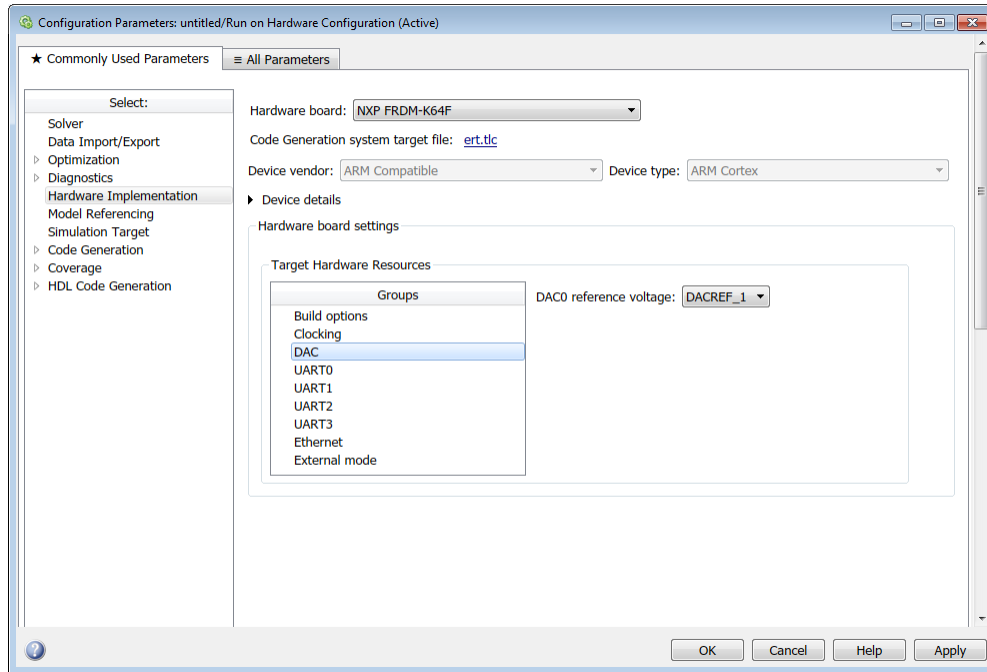 Configuration Parameters: untitled/Run on Hardware Configuration (Active)
★ Commonly Used Parameters
≡ All Parameters
Select:
Solver
Data Import/Export
Optimization
Diagnostics
Hardware Implementation
Model Referencing
Simulation Target
Code Generation
Coverage
HDL Code Generation
Hardware board: NXP FRDM-K64F
Code Generation system target file: ert.tlc
Device vendor: ARM Compatible Device type: ARM Cortex
Device details
Hardware board settings
Target Hardware Resources
Groups
Build options
Clocking
DAC
UART0
UART1
UART2
UART3
Ethernet
External mode
DAC0 reference voltage: DACREF_1
OK Cancel Help Apply